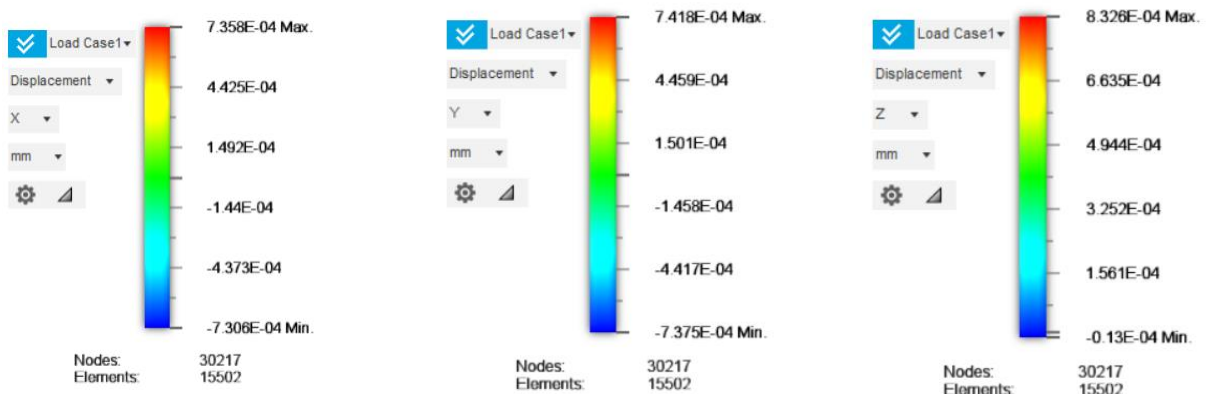 Load Case1
Displacement
X
mm
7.358E-04 Max.
4.425E-04
1.492E-04
-1.44E-04
-4.373E-04
-7.306E-04 Min.
Nodes: 30217
Elements: 15502
Load Case1
Displacement
Y
mm
7.418E-04 Max.
4.459E-04
1.501E-04
-1.458E-04
-4.417E-04
-7.375E-04 Min.
Nodes: 30217
Elements: 15502
Load Case1
Displacement
Z
mm
8.326E-04 Max.
6.635E-04
4.944E-04
3.252E-04
1.561E-04
-0.13E-04 Min.
Nodes: 30217
Elements: 15502